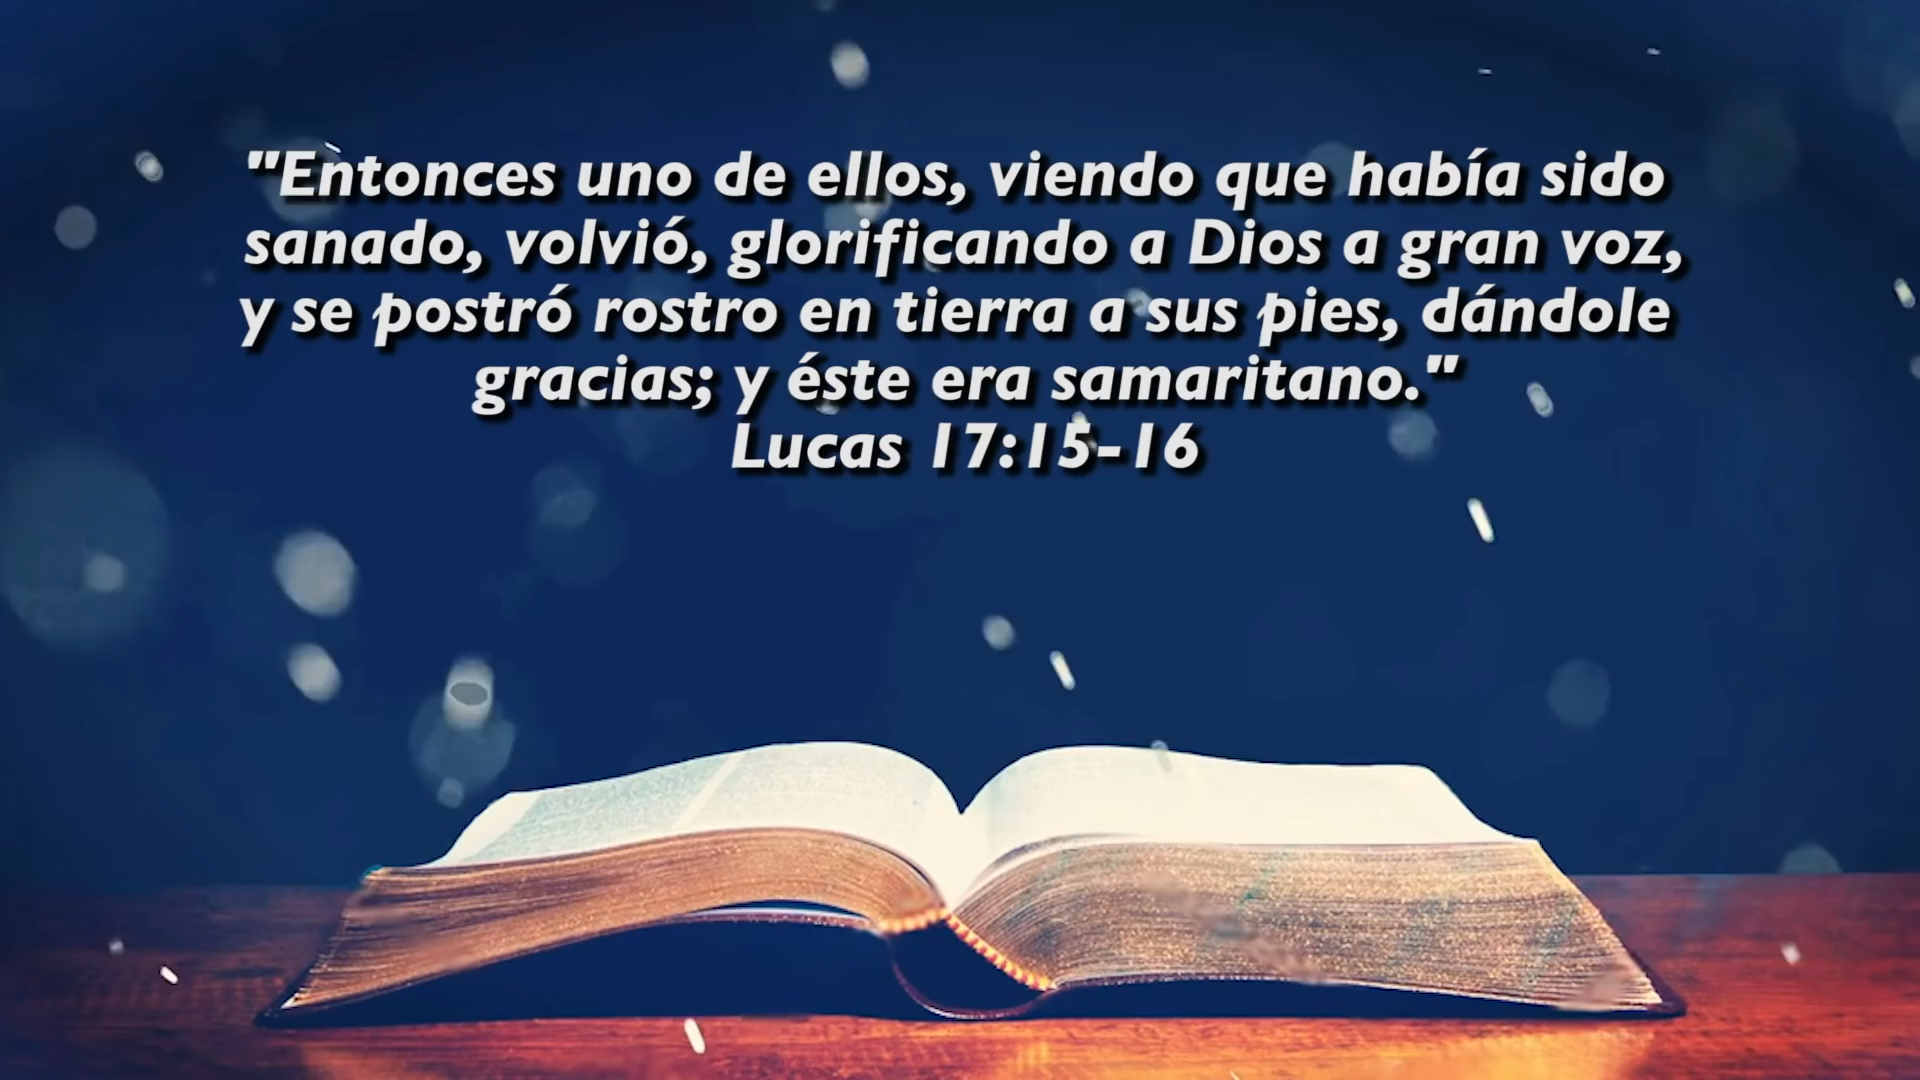 "Entonces uno de ellos, viendo que había sido
sanado, volvió, glorificando a Dios a gran voz,
y se postró rostro en tierra a sus pies, dándole
gracias; y éste era samaritano."
Lucas 17:15-16